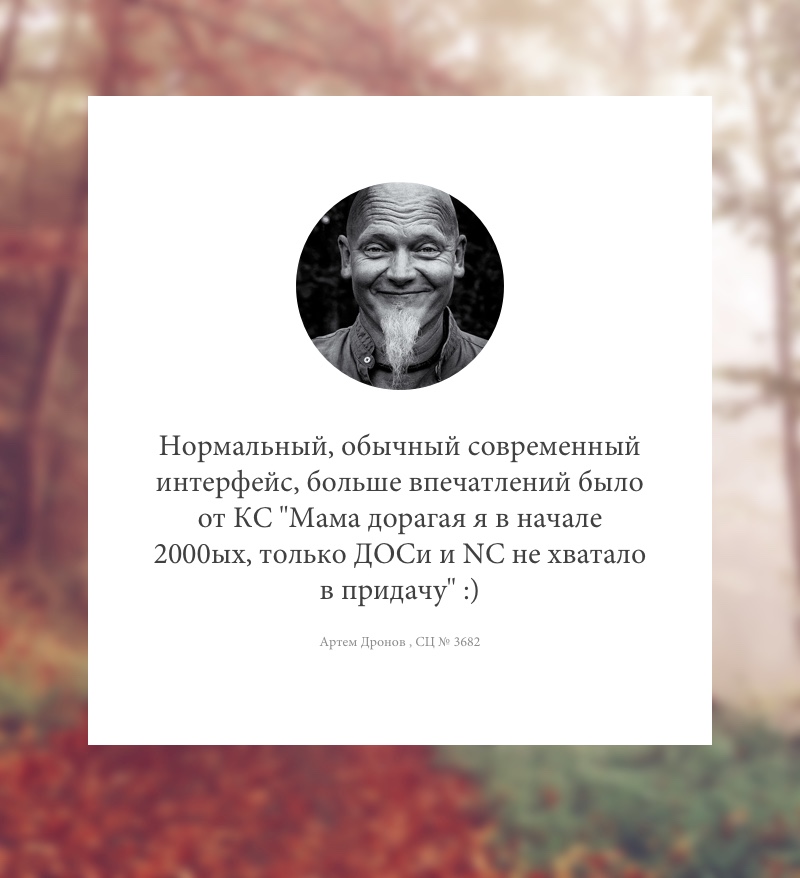 Нормальный, обычный современный
интерфейс, больше впечатлений было
от КС "Мама дорагая я в начале
2000ых, только ДОСи и NC не хватало
в придачу" :)
Артем Дронов , СЦ № 3682